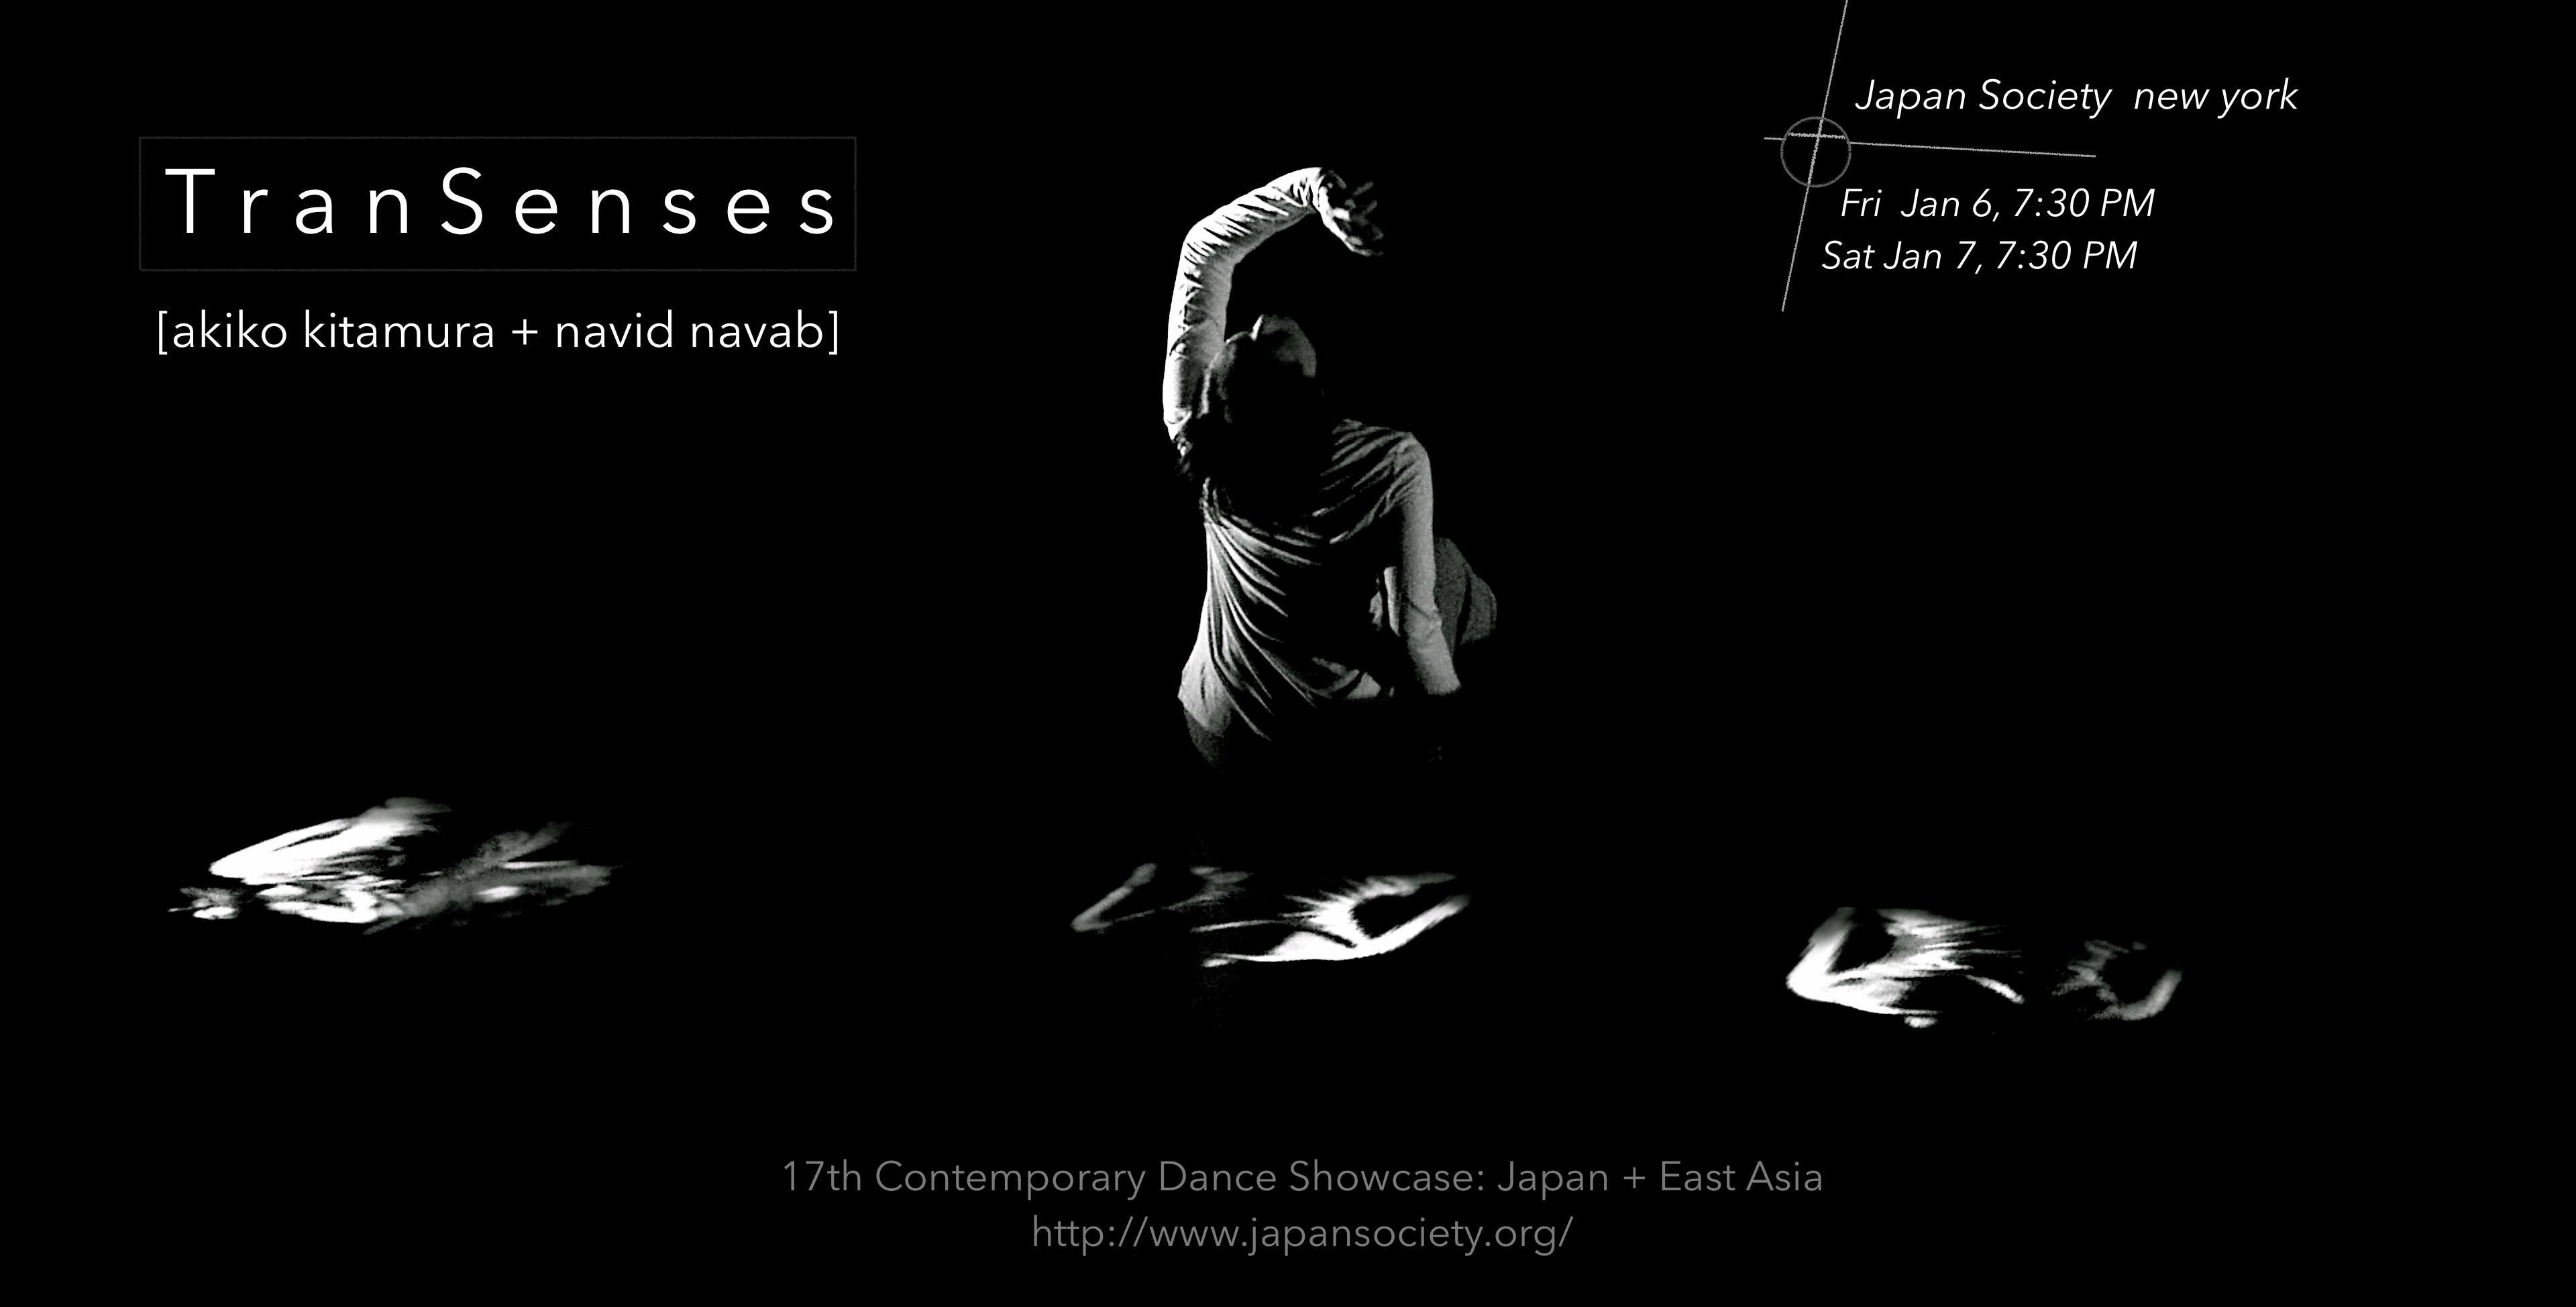 TranSenses
[akiko kitamura + navid navab]
Japan Society new york
Fri Jan 6, 7:30 PM
Sat Jan 7, 7:30 PM
17th Contemporary Dance Showcase: Japan + East Asia
http://www.japansociety.org/